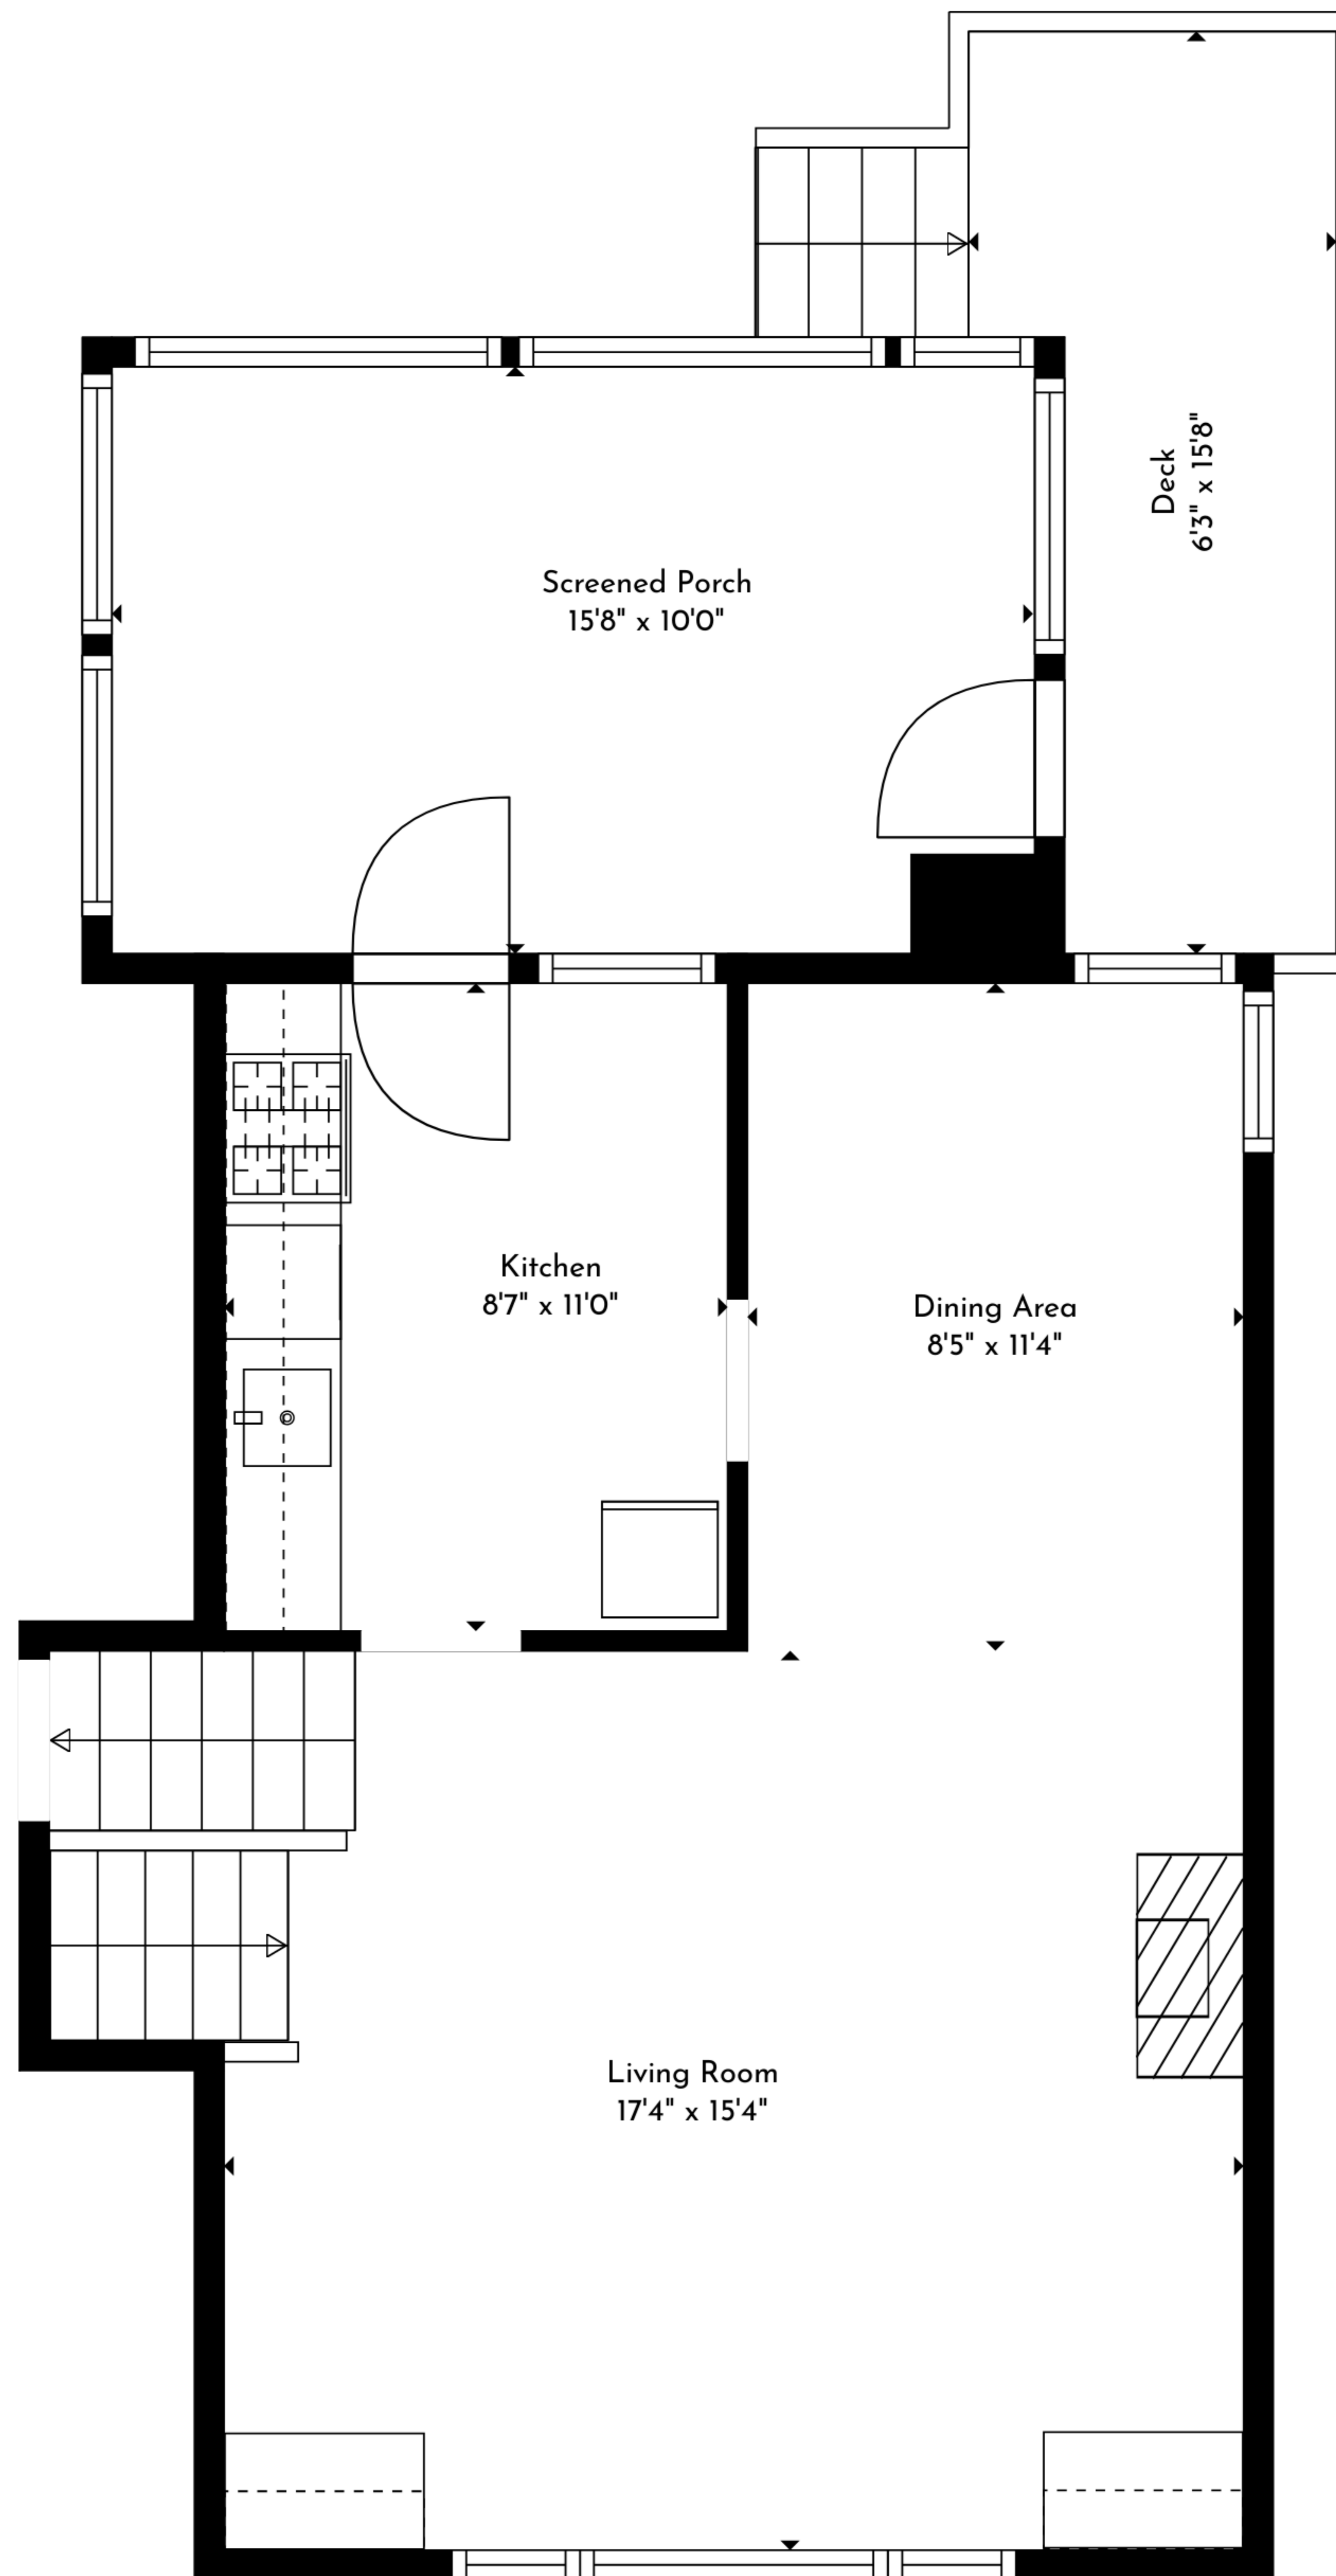 Deck
6'3" x 15'8"
Screened Porch
15'8" x 10'0"
Kitchen
8'7" x 11'0"
Dining Area
8'5" x 11'4"
Living Room
17'4" x 15'4"